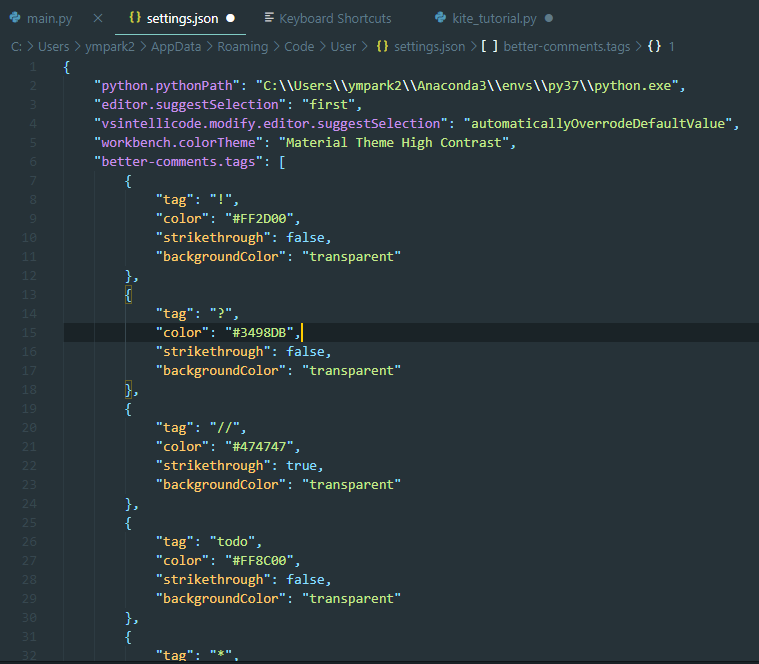 main.py × {} settings.json ● Keyboard Shortcuts kite_tutorial.py ●
C: > Users > ympark2 > AppData > Roaming > Code > User > {} settings.json > [ ] better-comments.tags > {} 1
1 {
2 "python.pythonPath": "C:\\Users\\ympark2\\Anaconda3\\envs\\py37\\python.exe",
3 "editor.suggestSelection": "first",
4 "vsintellicode.modify.editor.suggestSelection": "automaticallyOverrodeDefaultValue",
5 "workbench.colorTheme": "Material Theme High Contrast",
6 "better-comments.tags": [
7 {
8 "tag": "!",
9 "color": "#FF2D00",
10 "strikethrough": false,
11 "backgroundColor": "transparent"
12 },
13 {
14 "tag": "?",
15 "color": "#3498DB",
16 "strikethrough": false,
17 "backgroundColor": "transparent"
18 },
19 {
20 "tag": "//",
21 "color": "#474747",
22 "strikethrough": true,
23 "backgroundColor": "transparent"
24 },
25 {
26 "tag": "todo",
27 "color": "#FF8C00",
28 "strikethrough": false,
29 "backgroundColor": "transparent"
30 },
31 {
32 "tag": "*",